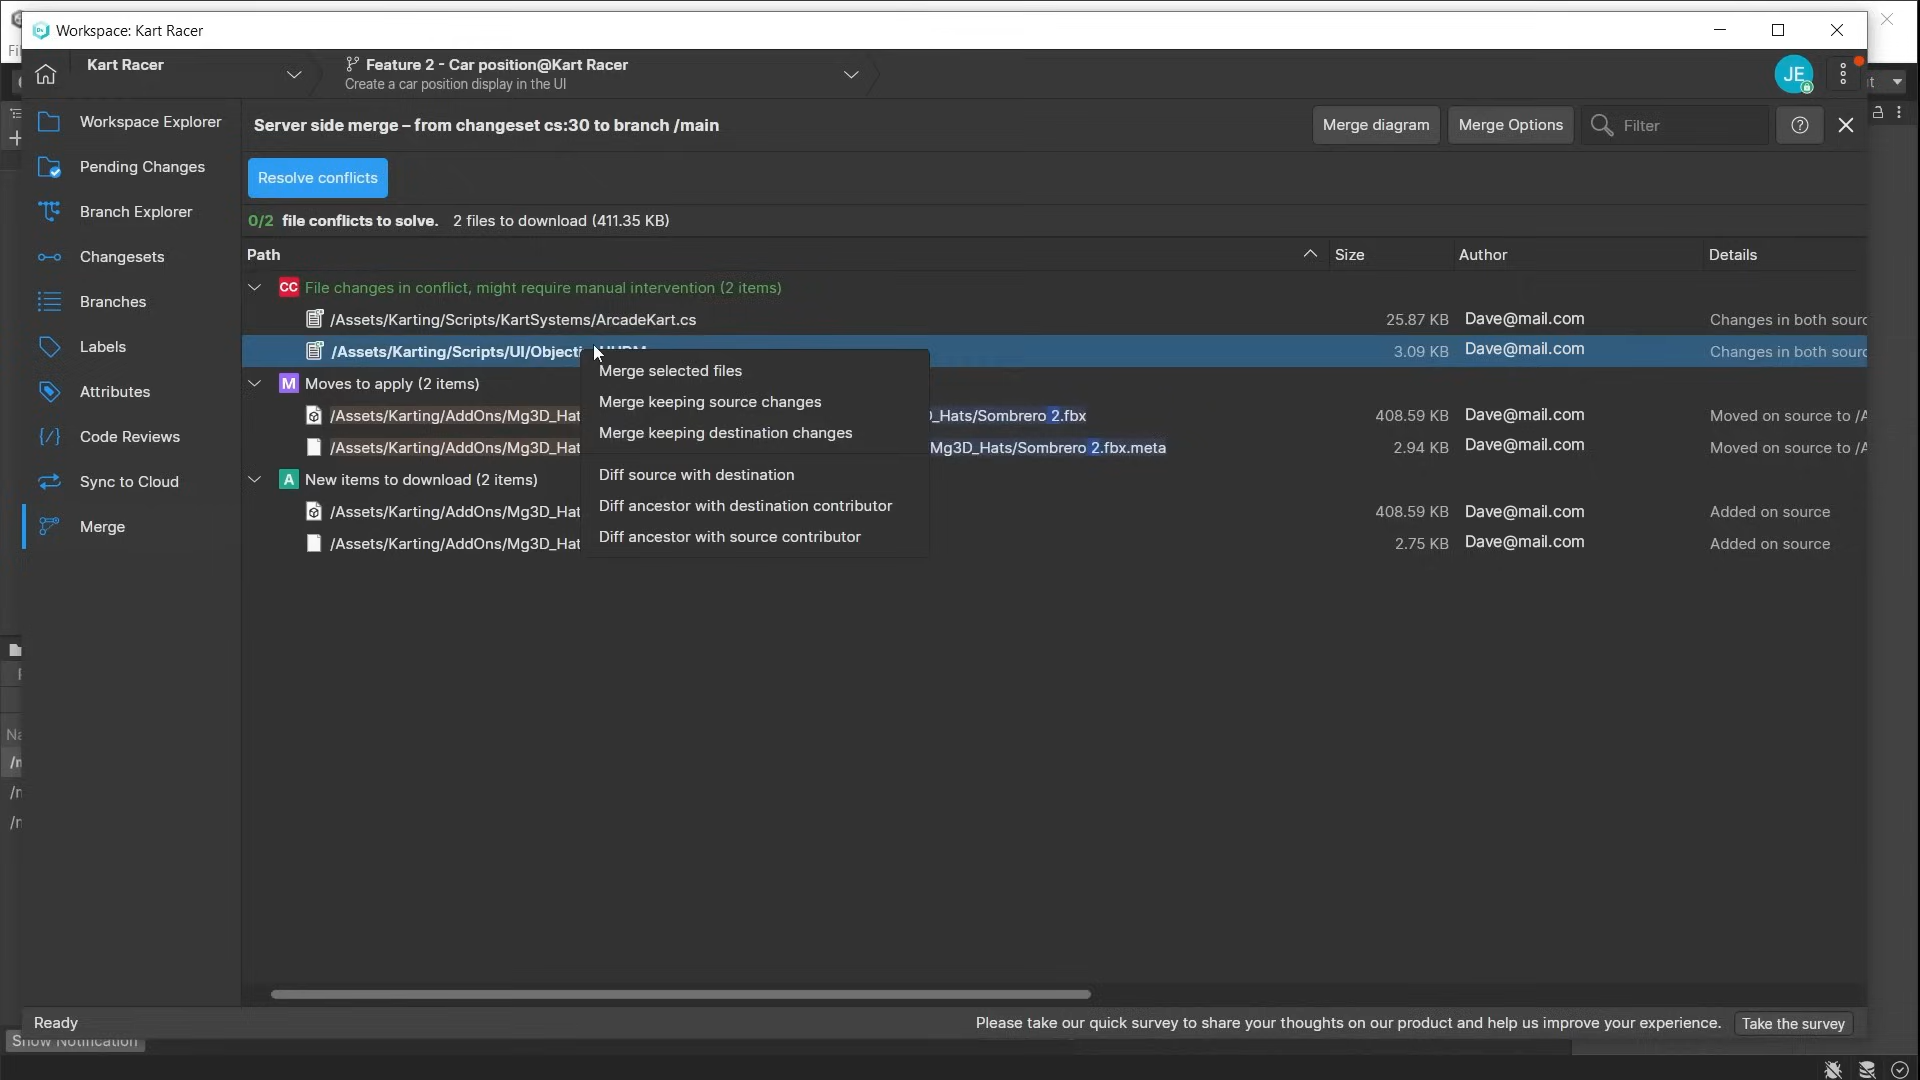 Workspace: Kart Racer
Kart Racer
Feature 2 - Car position@Kart Racer
Create a car position display in the UI
JE
Workspace Explorer
Pending Changes
Branch Explorer
Changesets
Branches
Labels
Attributes
Code Reviews
Sync to Cloud
Merge
Server side merge – from changeset cs:30 to branch /main
Merge diagram
Merge Options
Filter
Resolve conflicts
0/2 file conflicts to solve. 2 files to download (411.35 KB)
Path Size Author Details
CC File changes in conflict, might require manual intervention (2 items)
/Assets/Karting/Scripts/KartSystems/ArcadeKart.cs 25.87 KB Dave@mail.com Changes in both sourc
/Assets/Karting/Scripts/UI/Objecti 3.09 KB Dave@mail.com Changes in both sourc
M Moves to apply (2 items)
/Assets/Karting/AddOns/Mg3D_Hat D_Hats/Sombrero 2.fbx 408.59 KB Dave@mail.com Moved on source to /A
/Assets/Karting/AddOns/Mg3D_Hat Mg3D_Hats/Sombrero 2.fbx.meta 2.94 KB Dave@mail.com Moved on source to /A
A New items to download (2 items)
/Assets/Karting/AddOns/Mg3D_Hat 408.59 KB Dave@mail.com Added on source
/Assets/Karting/AddOns/Mg3D_Hat 2.75 KB Dave@mail.com Added on source
Merge selected files
Merge keeping source changes
Merge keeping destination changes
Diff source with destination
Diff ancestor with destination contributor
Diff ancestor with source contributor
Ready
Please take our quick survey to share your thoughts on our product and help us improve your experience.
Take the survey
Show Notification